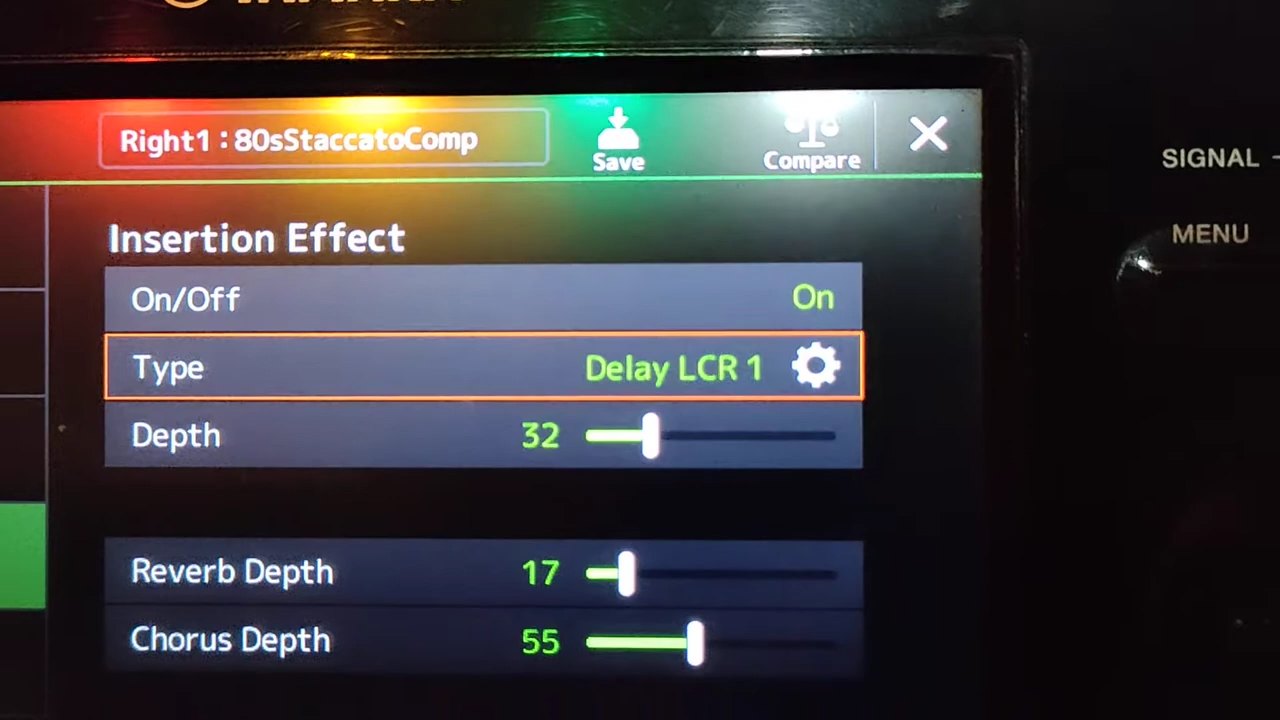 Right1 : 80sStaccatoComp
Save
Compare
SIGNAL
MENU
Insertion Effect
On/Off On
Type Delay LCR 1
Depth 32
Reverb Depth 17
Chorus Depth 55